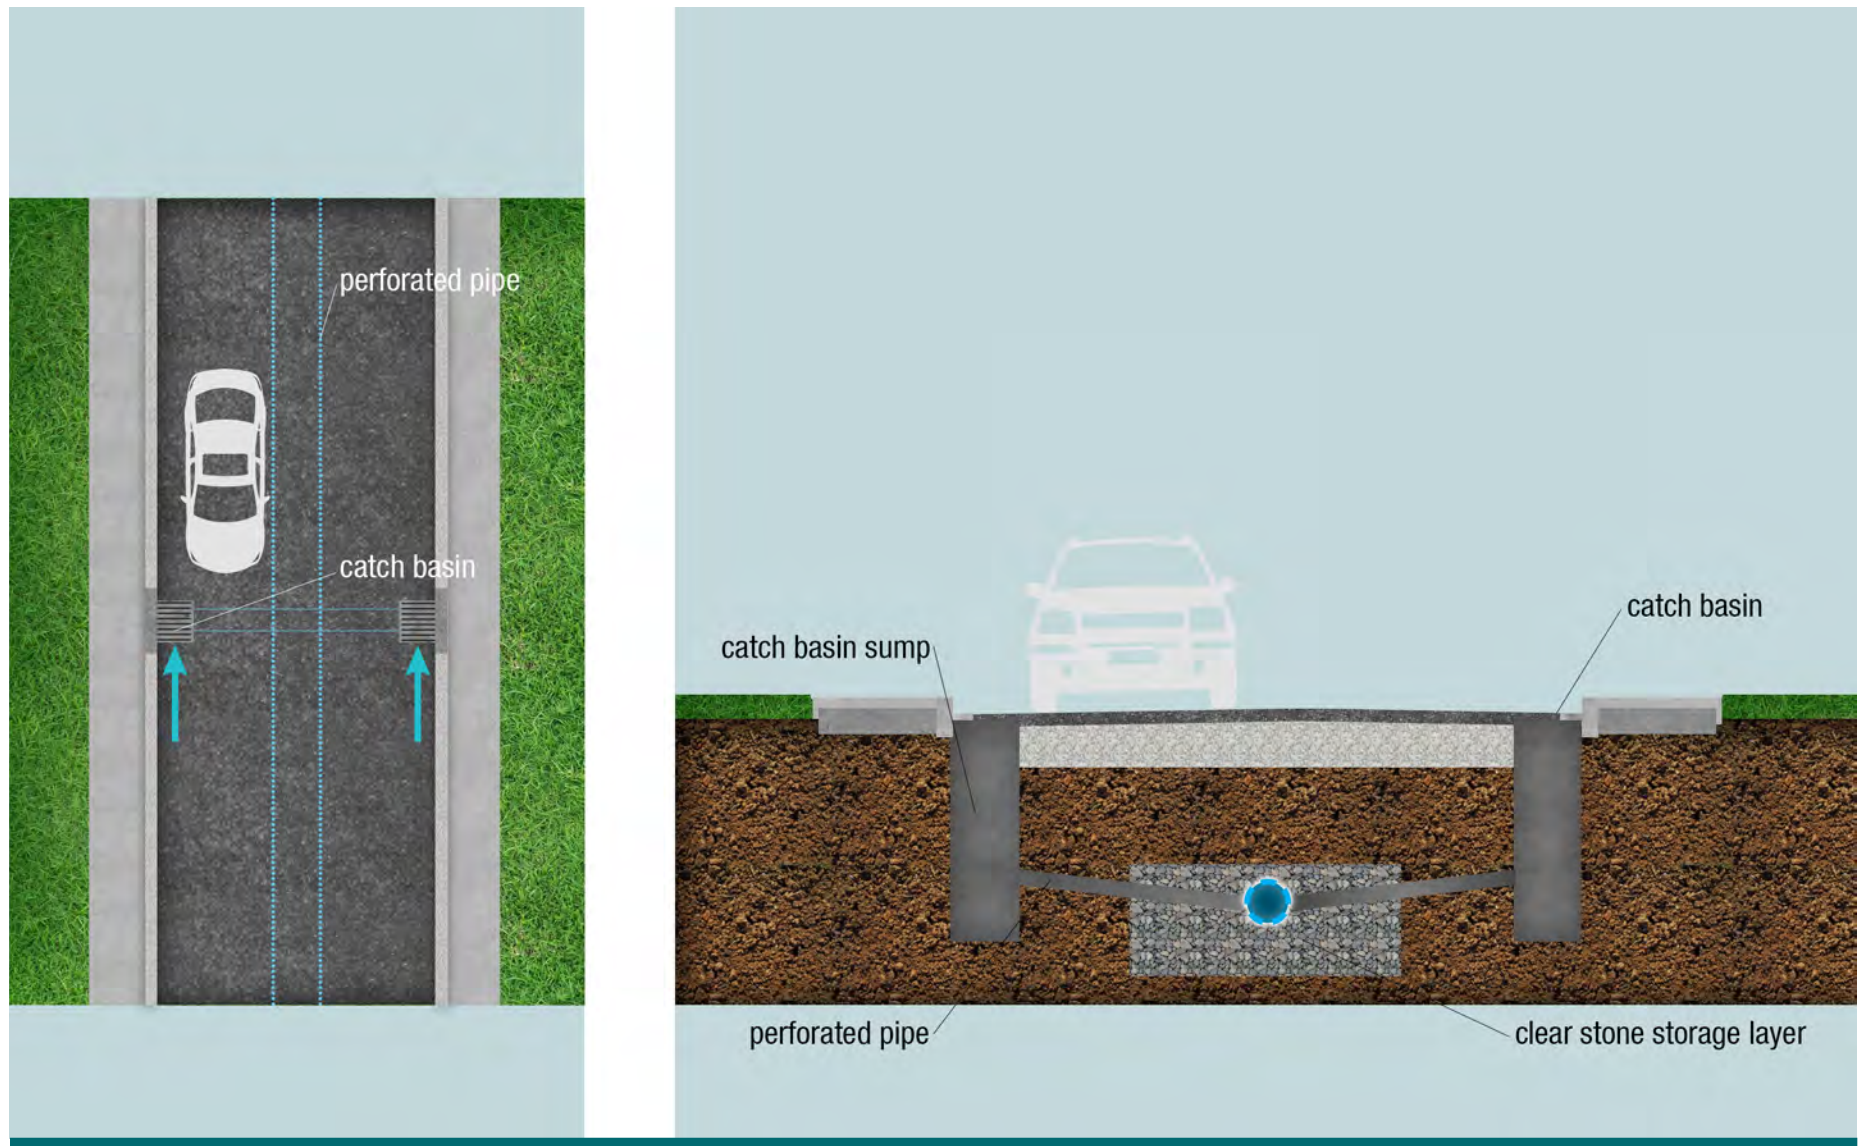 perforated pipe
catch basin
catch basin
catch basin sump
perforated pipe
clear stone storage layer